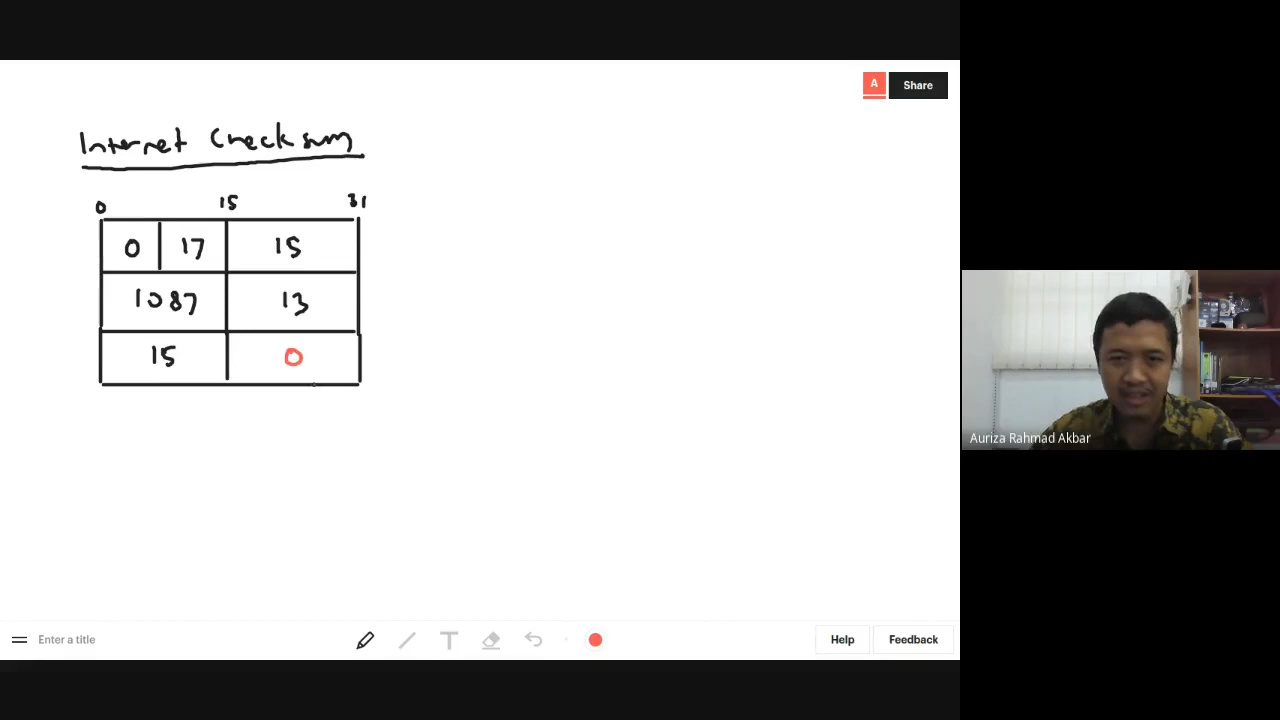 A Share
Internet Checksum
0 15 31
0 17 15
1087 13
15 0
Auriza Rahmad Akbar
Enter a title
T
Help Feedback